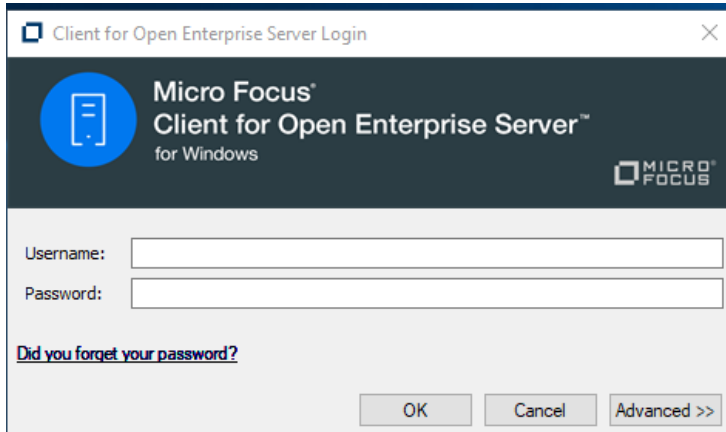 Client for Open Enterprise Server Login
Micro Focus®
Client for Open Enterprise Server™
for Windows
MICRO®
FOCUS
Username:
Password:
Did you forget your password?
OK Cancel Advanced >>